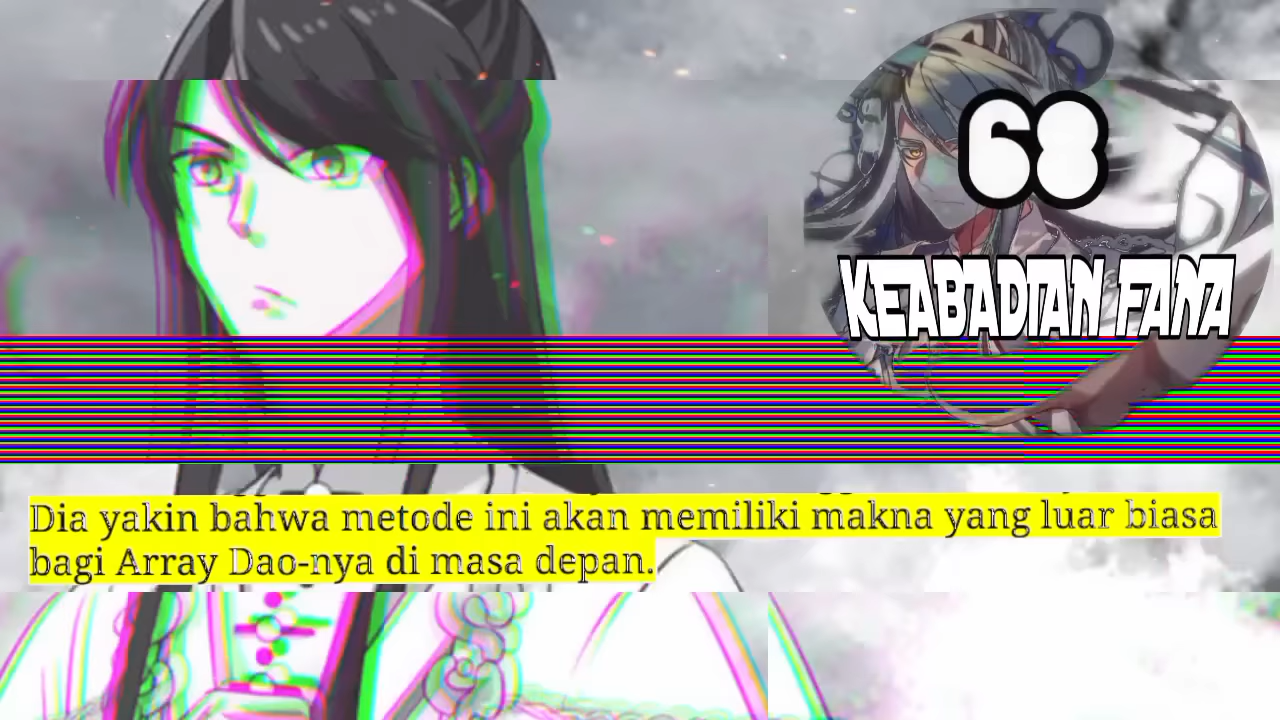 68
KEABADIAN FANA
Dia yakin bahwa metode ini akan memiliki makna yang luar biasa
bagi Array Dao-nya di masa depan.